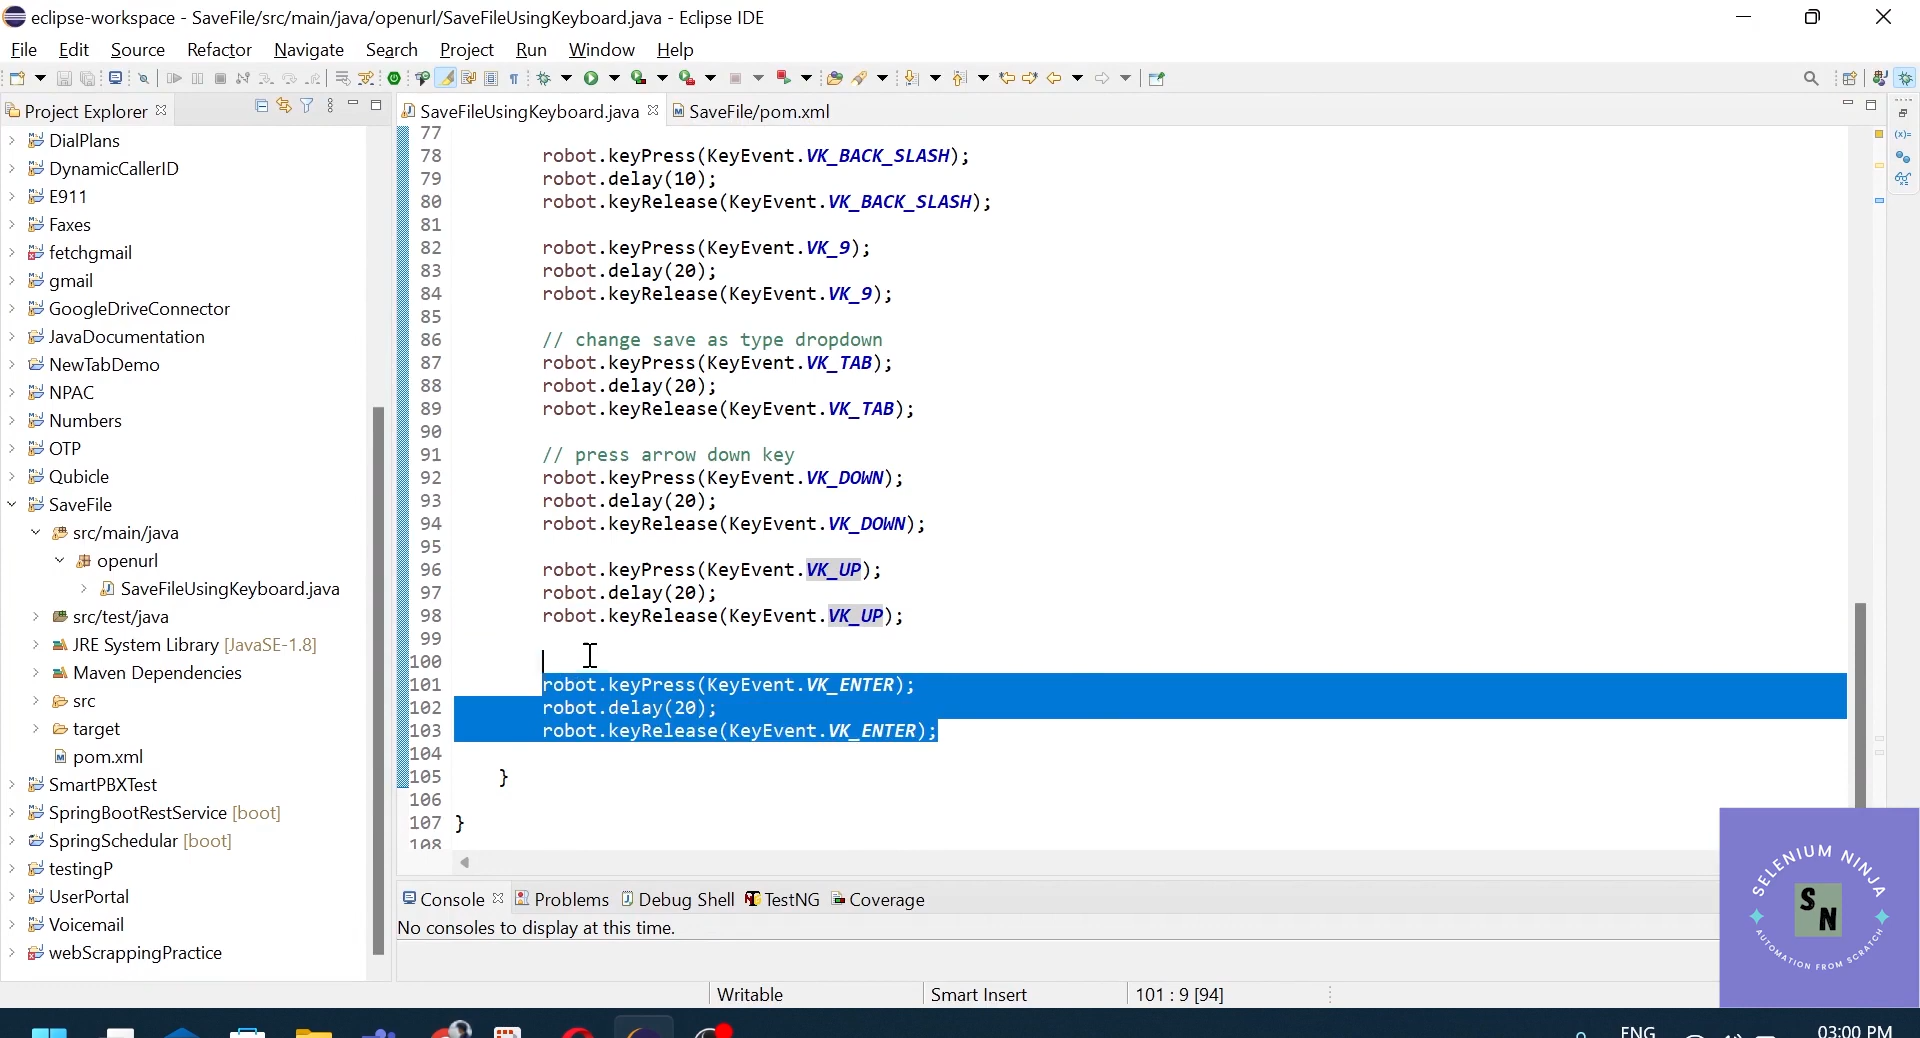 eclipse-workspace - SaveFile/src/main/java/openurl/SaveFileUsingKeyboard.java - Eclipse IDE
File Edit Source Refactor Navigate Search Project Run Window Help
Project Explorer
SaveFileUsingKeyboard.java
SaveFile/pom.xml
DialPlans
DynamicCallerID
E911
Faxes
fetchgmail
gmail
GoogleDriveConnector
JavaDocumentation
NewTabDemo
NPAC
Numbers
OTP
Qubicle
SaveFile
src/main/java
openurl
SaveFileUsingKeyboard.java
src/test/java
JRE System Library [JavaSE-1.8]
Maven Dependencies
src
target
pom.xml
SmartPBXTest
SpringBootRestService [boot]
SpringSchedular [boot]
testingP
UserPortal
Voicemail
webScrappingPractice
77
78 robot.keyPress(KeyEvent.VK_BACK_SLASH);
79 robot.delay(10);
80 robot.keyRelease(KeyEvent.VK_BACK_SLASH);
81
82 robot.keyPress(KeyEvent.VK_9);
83 robot.delay(20);
84 robot.keyRelease(KeyEvent.VK_9);
85
86 // change save as type dropdown
87 robot.keyPress(KeyEvent.VK_TAB);
88 robot.delay(20);
89 robot.keyRelease(KeyEvent.VK_TAB);
90
91 // press arrow down key
92 robot.keyPress(KeyEvent.VK_DOWN);
93 robot.delay(20);
94 robot.keyRelease(KeyEvent.VK_DOWN);
95
96 robot.keyPress(KeyEvent.VK_UP);
97 robot.delay(20);
98 robot.keyRelease(KeyEvent.VK_UP);
99
100
101 robot.keyPress(KeyEvent.VK_ENTER);
102 robot.delay(20);
103 robot.keyRelease(KeyEvent.VK_ENTER);
104
105 }
106
107 }
108
Console Problems Debug Shell TestNG Coverage
No consoles to display at this time.
Writable Smart Insert 101 : 9 [94]
SELENIUM NINJA
S N
AUTOMATION FROM SCRATCH
ENG
03:00 PM